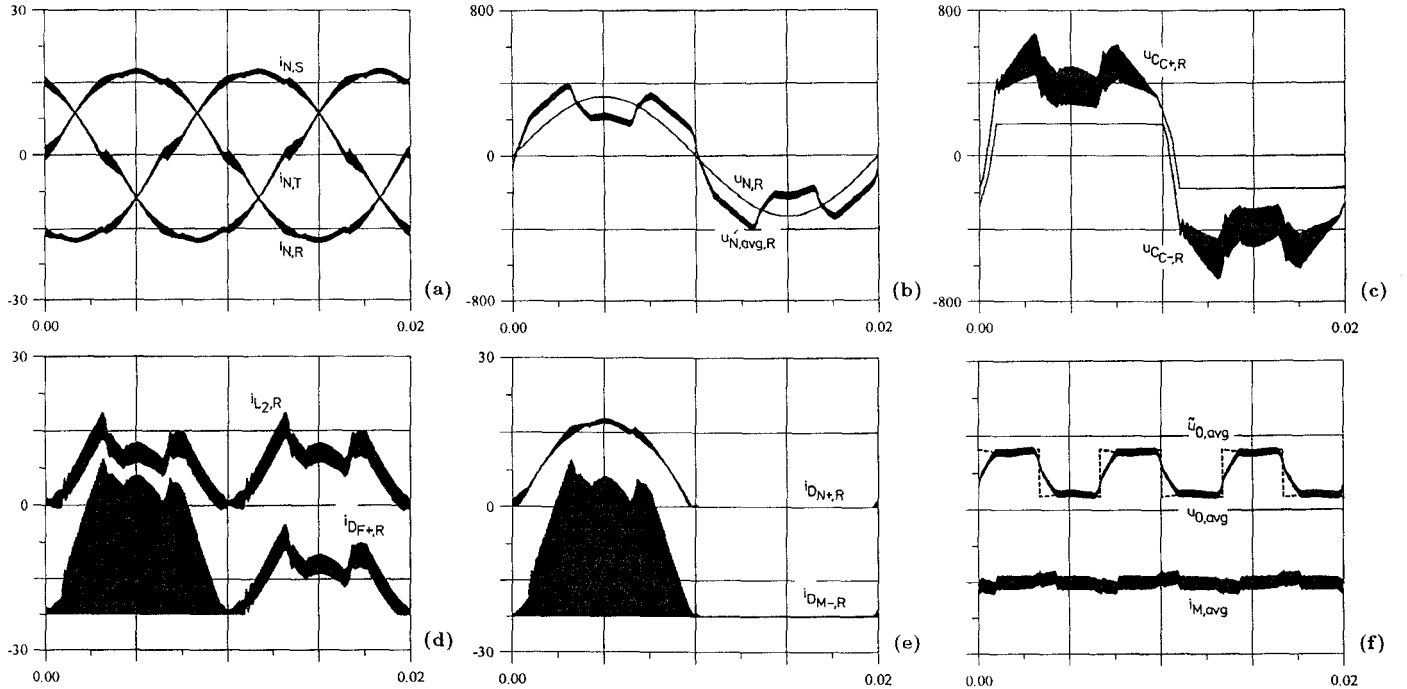 30
0
-30
0.00
0.02
i_N,S
i_N,T
i_N,R
(a)
800
0
-800
0.00
0.02
u_N,R
u_N',avg,R
(b)
800
0
-800
0.00
0.02
u_CC+,R
u_CC-,R
(c)
30
0
-30
0.00
0.02
i_L2,R
i_DF+,R
(d)
30
0
-30
0.00
0.02
i_DN+,R
i_DM-,R
(e)
0.00
0.02
ũ_0,avg
u_0,avg
i_M,avg
(f)